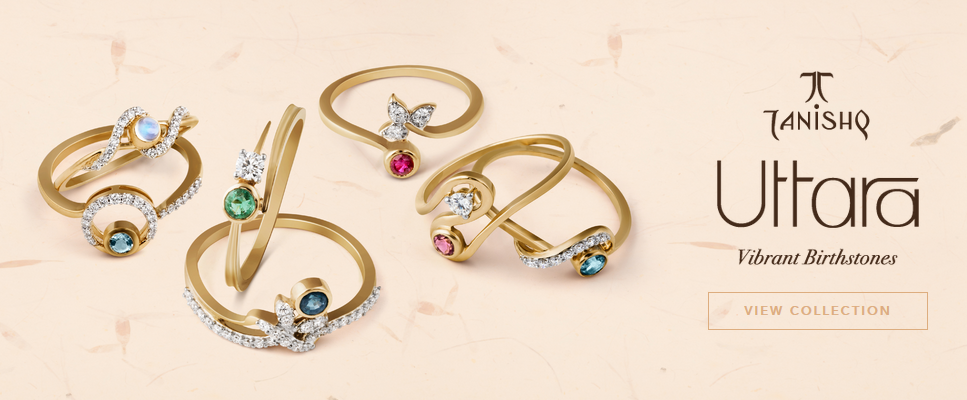 TANISHQ
Uttara
Vibrant Birthstones
VIEW COLLECTION